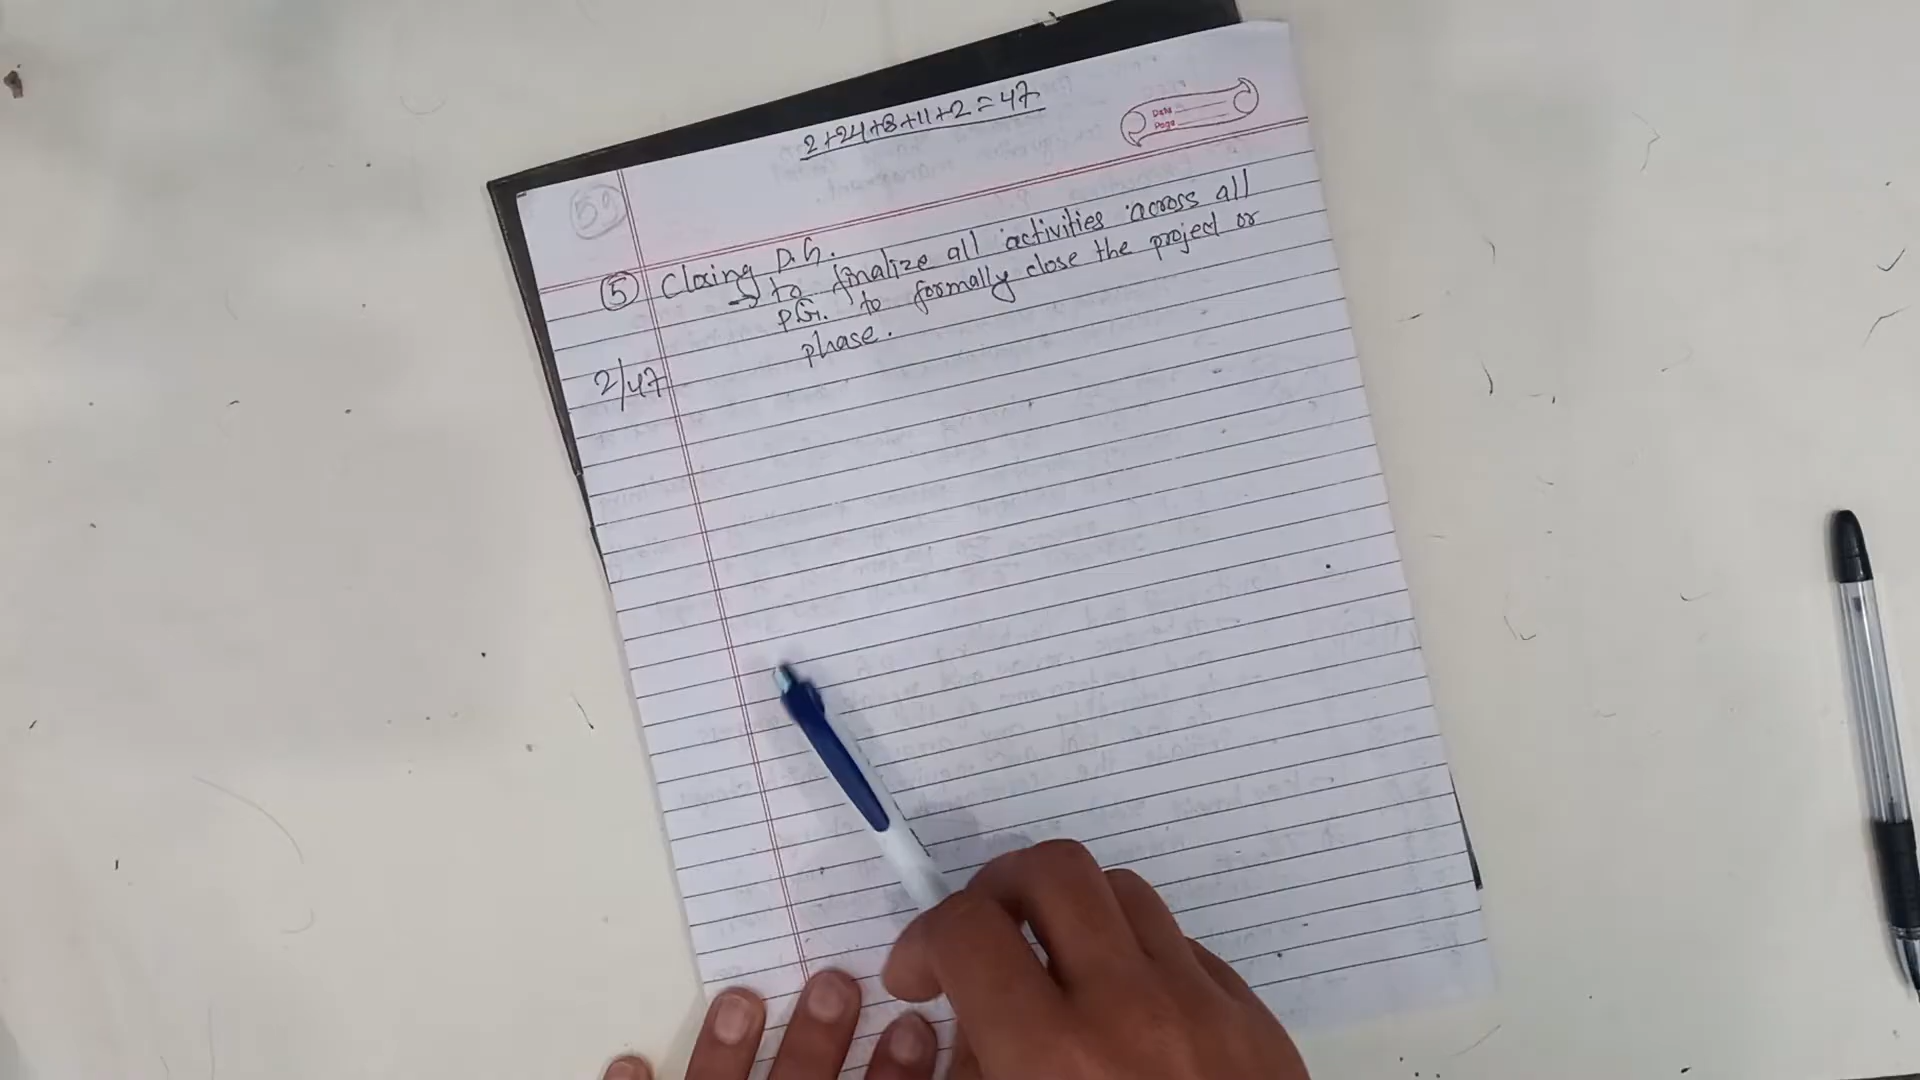 2+24+8+11+2=47
Date
Page
59
⑤ Closing P.G.
→ to finalize all activities across all
PG. to formally close the project or
phase.
2/47